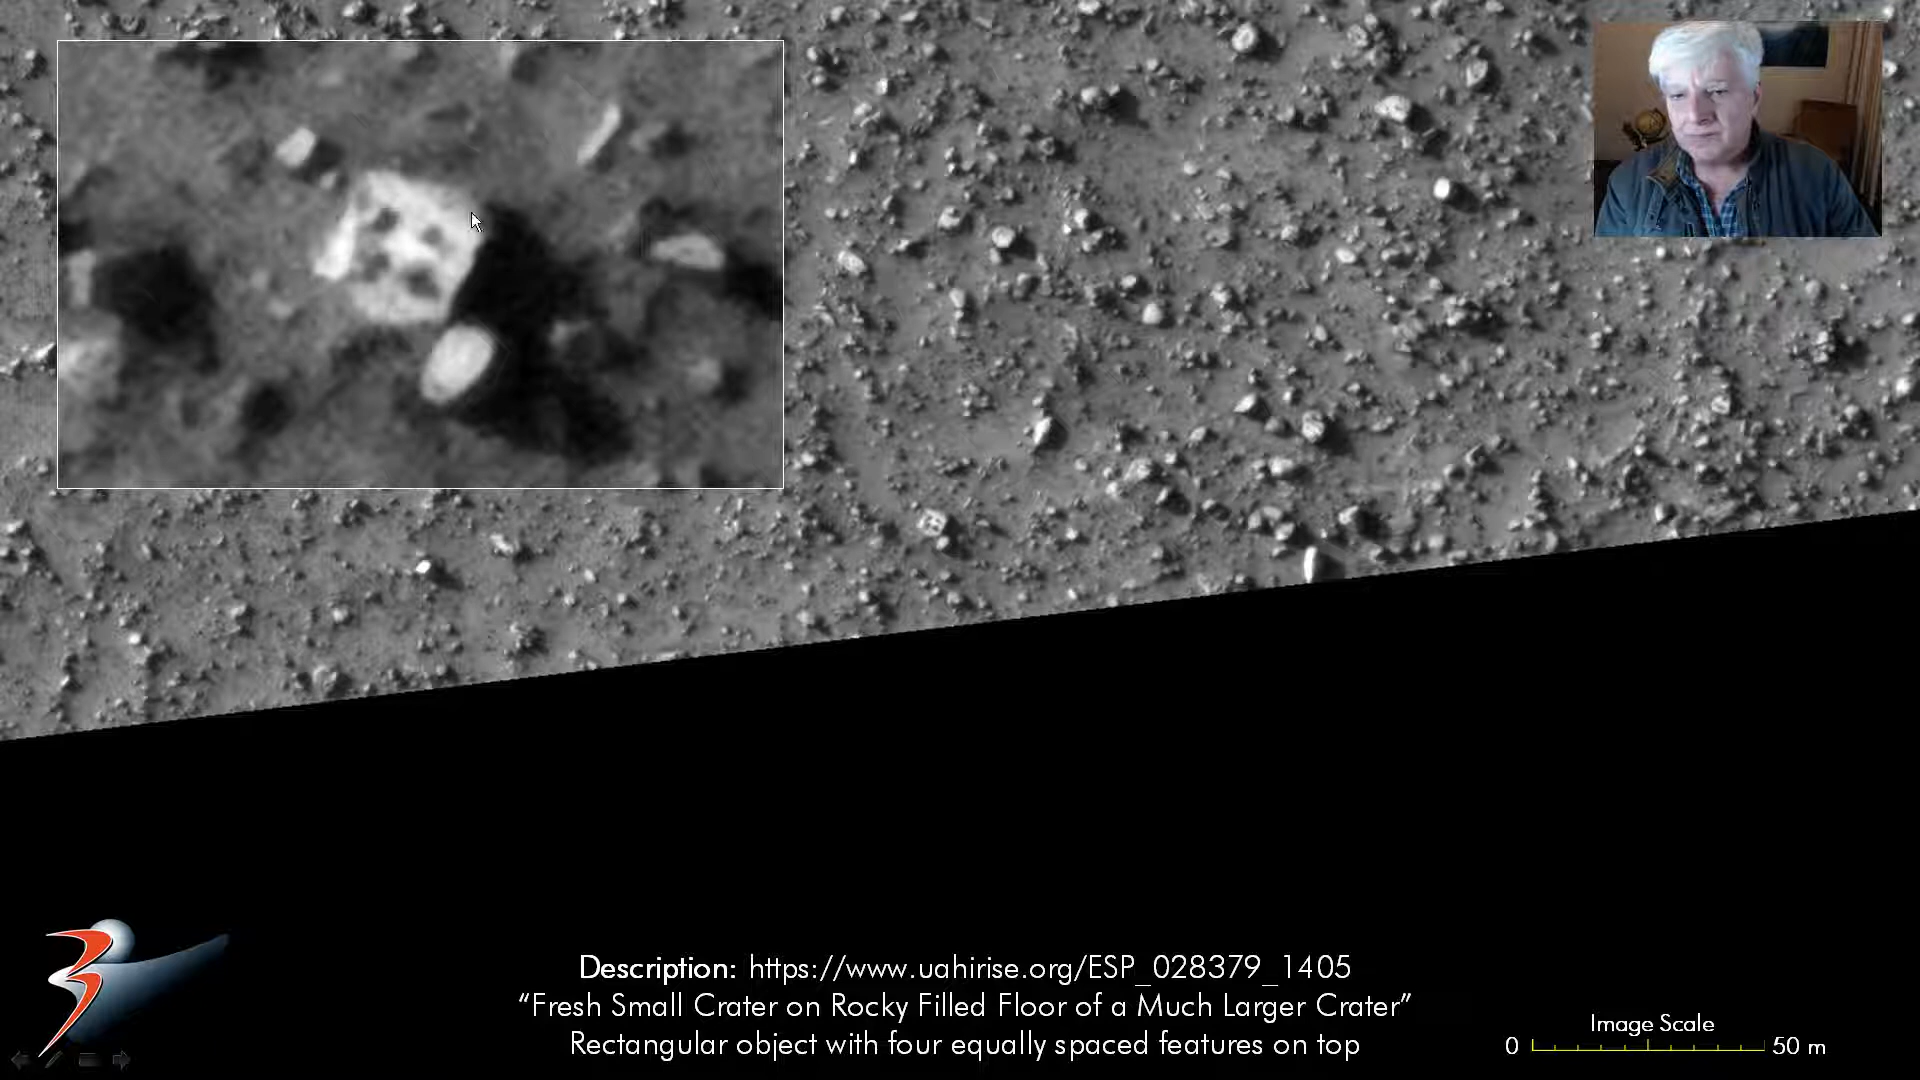 Description: https://www.uahirise.org/ESP_028379_1405
“Fresh Small Crater on Rocky Filled Floor of a Much Larger Crater”
Rectangular object with four equally spaced features on top
Image Scale
0 50 m